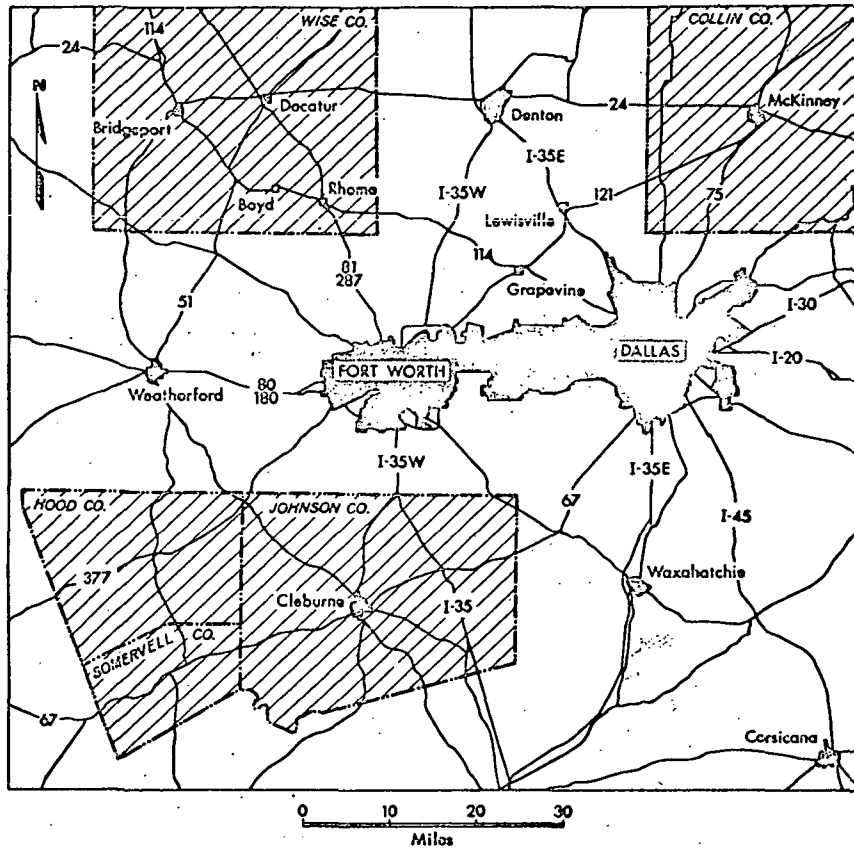 WISE CO.
COLLIN CO.
114
24
N
Decatur
Bridgeport
Denton
24
McKinney
I-35E
I-35W
121
Boyd
Rhome
Lewisville
75
114
81
287
Grapevine
51
I-30
DALLAS
I-20
FORT WORTH
80
180
Weatherford
I-35W
I-35E
67
HOOD CO.
JOHNSON CO.
I-45
377
Waxahatchie
Cleburne
I-35
SOMERVELL CO.
67
Corsicana
0 10 20 30
Miles